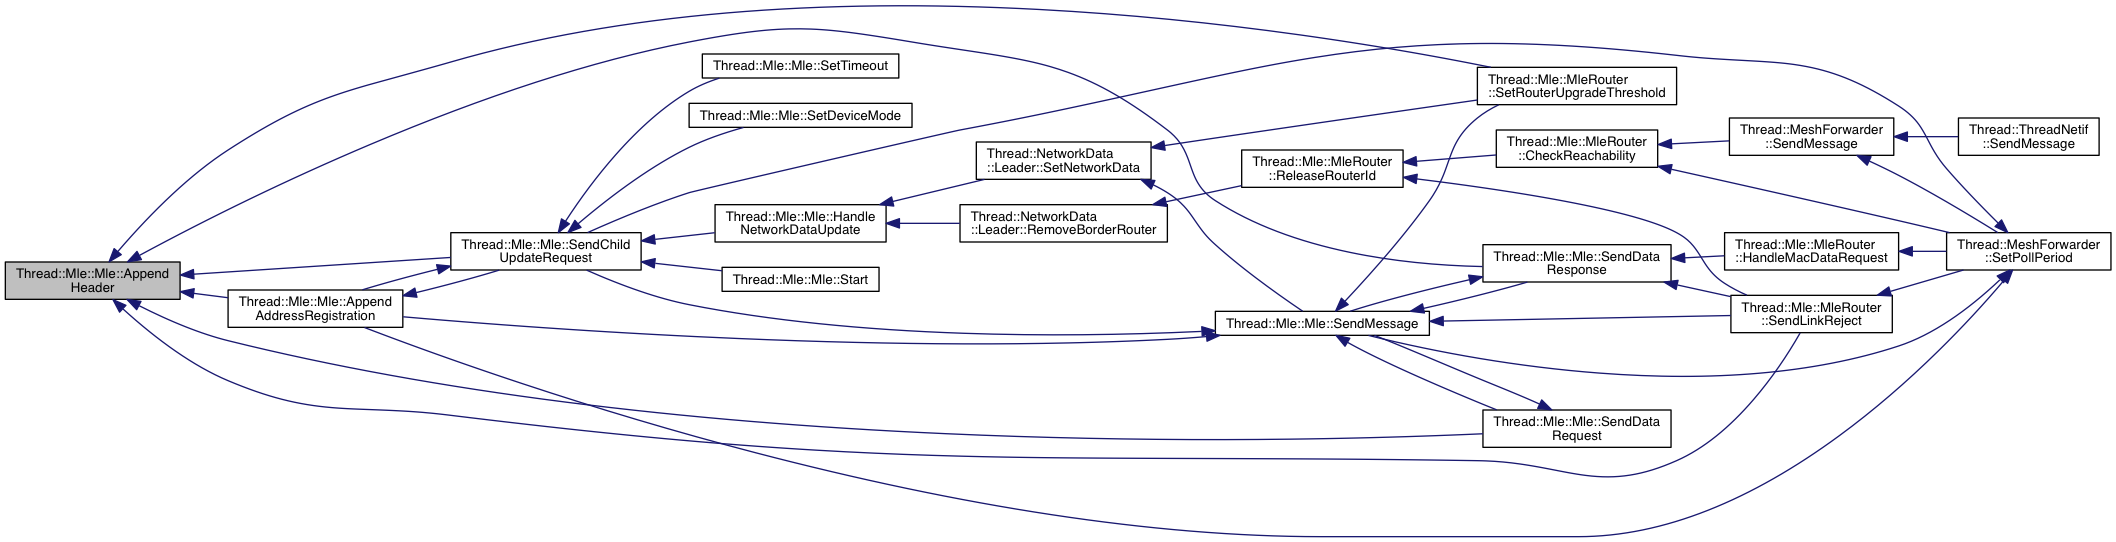 Thread::Mle::Mle::Append
Header
Thread::Mle::Mle::Append
AddressRegistration
Thread::Mle::Mle::SendChild
UpdateRequest
Thread::Mle::Mle::SetTimeout
Thread::Mle::Mle::SetDeviceMode
Thread::Mle::Mle::Handle
NetworkDataUpdate
Thread::Mle::Mle::Start
Thread::NetworkData
::Leader::SetNetworkData
Thread::NetworkData
::Leader::RemoveBorderRouter
Thread::Mle::MleRouter
::ReleaseRouterId
Thread::Mle::Mle::SendMessage
Thread::Mle::MleRouter
::SetRouterUpgradeThreshold
Thread::Mle::MleRouter
::CheckReachability
Thread::Mle::Mle::SendData
Response
Thread::Mle::Mle::SendData
Request
Thread::MeshForwarder
::SendMessage
Thread::Mle::MleRouter
::HandleMacDataRequest
Thread::Mle::MleRouter
::SendLinkReject
Thread::ThreadNetif
::SendMessage
Thread::MeshForwarder
::SetPollPeriod